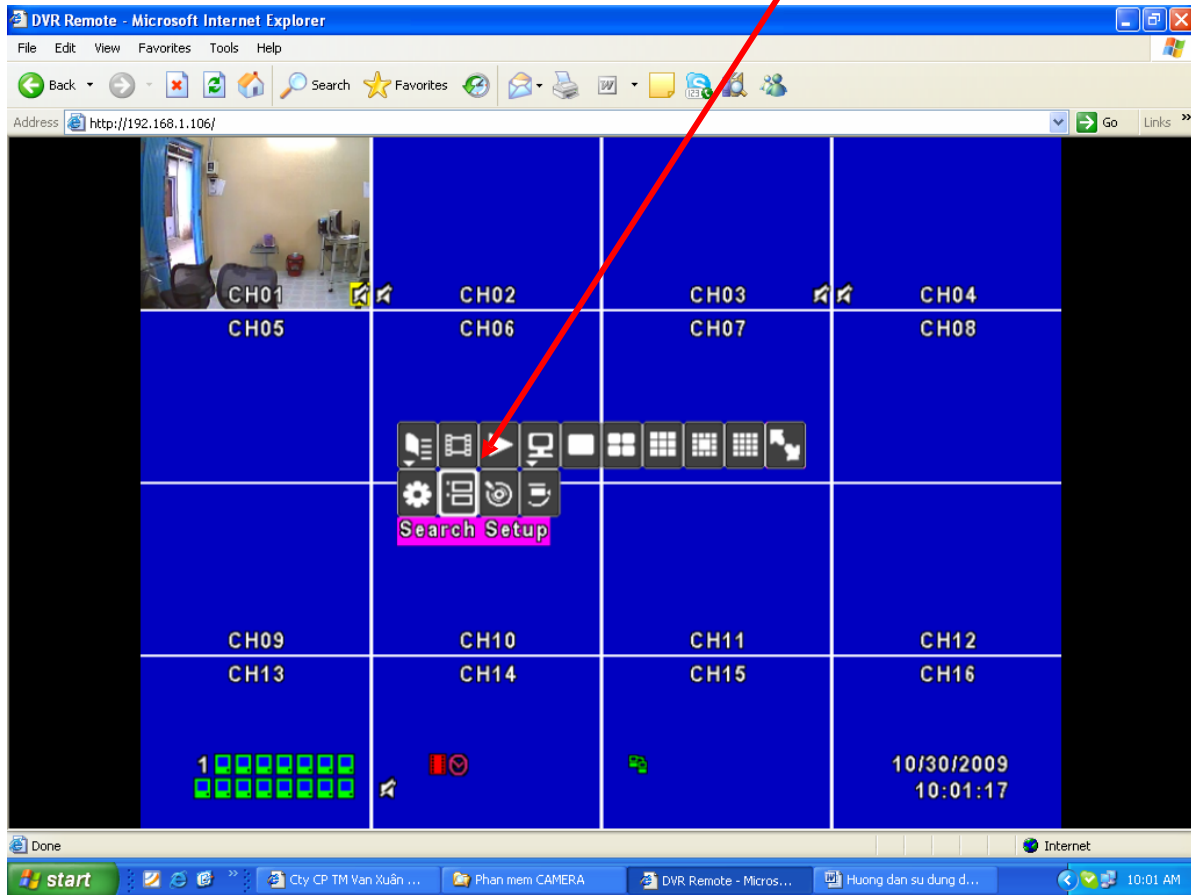 DVR Remote - Microsoft Internet Explorer
File Edit View Favorites Tools Help
Back Search Favorites
Address http://192.168.1.106/ Go Links »
CH01 CH02 CH03 CH04
CH05 CH06 CH07 CH08
Search Setup
CH09 CH10 CH11 CH12
CH13 CH14 CH15 CH16
1 10/30/2009
10:01:17
Done Internet
start » Cty CP TM Van Xuân ... Phan mem CAMERA DVR Remote - Micros... Huong dan su dung d... 10:01 AM